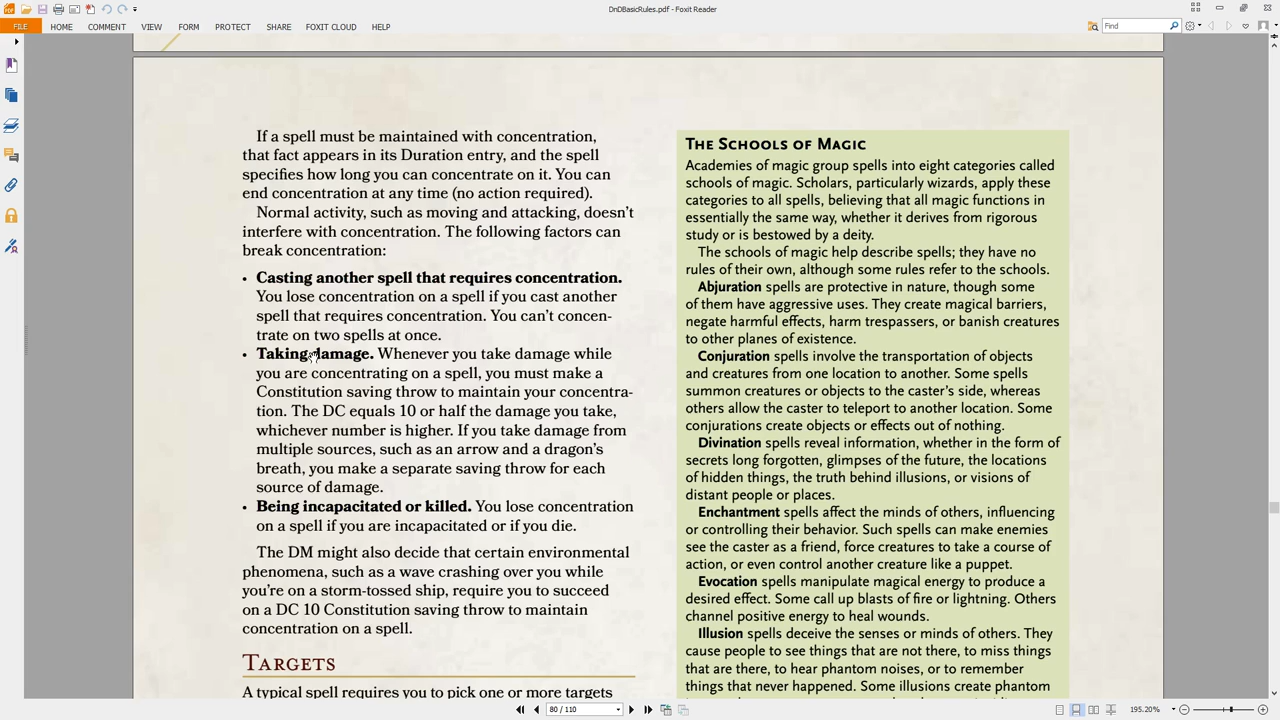 DnDBasicRules.pdf - Foxit Reader
FILE HOME COMMENT VIEW FORM PROTECT SHARE FOXIT CLOUD HELP
Find
If a spell must be maintained with concentration,
that fact appears in its Duration entry, and the spell
specifies how long you can concentrate on it. You can
end concentration at any time (no action required).
Normal activity, such as moving and attacking, doesn't
interfere with concentration. The following factors can
break concentration:
• Casting another spell that requires concentration.
You lose concentration on a spell if you cast another
spell that requires concentration. You can't concen-
trate on two spells at once.
• Taking damage. Whenever you take damage while
you are concentrating on a spell, you must make a
Constitution saving throw to maintain your concentra-
tion. The DC equals 10 or half the damage you take,
whichever number is higher. If you take damage from
multiple sources, such as an arrow and a dragon's
breath, you make a separate saving throw for each
source of damage.
• Being incapacitated or killed. You lose concentration
on a spell if you are incapacitated or if you die.
The DM might also decide that certain environmental
phenomena, such as a wave crashing over you while
you're on a storm-tossed ship, require you to succeed
on a DC 10 Constitution saving throw to maintain
concentration on a spell.
TARGETS
A typical spell requires you to pick one or more targets
THE SCHOOLS OF MAGIC
Academies of magic group spells into eight categories called
schools of magic. Scholars, particularly wizards, apply these
categories to all spells, believing that all magic functions in
essentially the same way, whether it derives from rigorous
study or is bestowed by a deity.
The schools of magic help describe spells; they have no
rules of their own, although some rules refer to the schools.
Abjuration spells are protective in nature, though some
of them have aggressive uses. They create magical barriers,
negate harmful effects, harm trespassers, or banish creatures
to other planes of existence.
Conjuration spells involve the transportation of objects
and creatures from one location to another. Some spells
summon creatures or objects to the caster's side, whereas
others allow the caster to teleport to another location. Some
conjurations create objects or effects out of nothing.
Divination spells reveal information, whether in the form of
secrets long forgotten, glimpses of the future, the locations
of hidden things, the truth behind illusions, or visions of
distant people or places.
Enchantment spells affect the minds of others, influencing
or controlling their behavior. Such spells can make enemies
see the caster as a friend, force creatures to take a course of
action, or even control another creature like a puppet.
Evocation spells manipulate magical energy to produce a
desired effect. Some call up blasts of fire or lightning. Others
channel positive energy to heal wounds.
Illusion spells deceive the senses or minds of others. They
cause people to see things that are not there, to miss things
that are there, to hear phantom noises, or to remember
things that never happened. Some illusions create phantom
80 / 110
195.20%